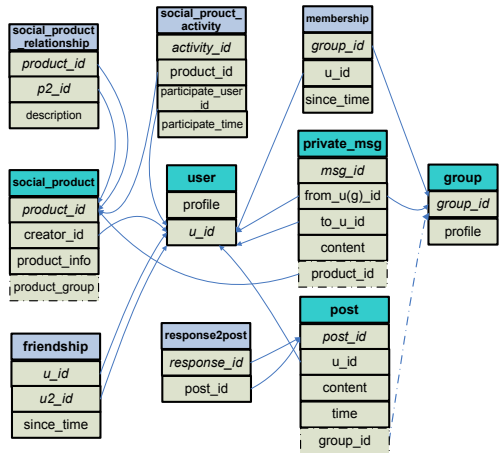 social_product
_relationship
product_id
p2_id
description
social_prouct_
activity
activity_id
product_id
participate_user
id
participate_time
membership
group_id
u_id
since_time
social_product
product_id
creator_id
product_info
product_group
user
profile
u_id
private_msg
msg_id
from_u(g)_id
to_u_id
content
product_id
group
group_id
profile
friendship
u_id
u2_id
since_time
response2post
response_id
post_id
post
post_id
u_id
content
time
group_id